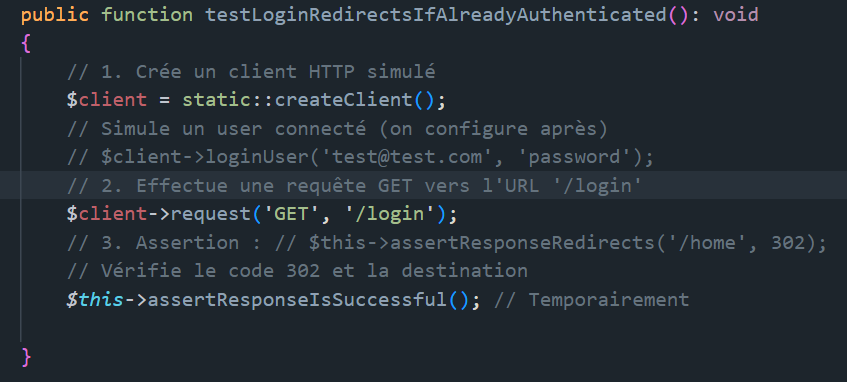 public function testLoginRedirectsIfAlreadyAuthenticated(): void
{
// 1. Crée un client HTTP simulé
$client = static::createClient();
// Simule un user connecté (on configure après)
// $client->loginUser('test@test.com', 'password');
// 2. Effectue une requête GET vers l'URL '/login'
$client->request('GET', '/login');
// 3. Assertion : // $this->assertResponseRedirects('/home', 302);
// Vérifie le code 302 et la destination
$this->assertResponseIsSuccessful(); // Temporairement
}